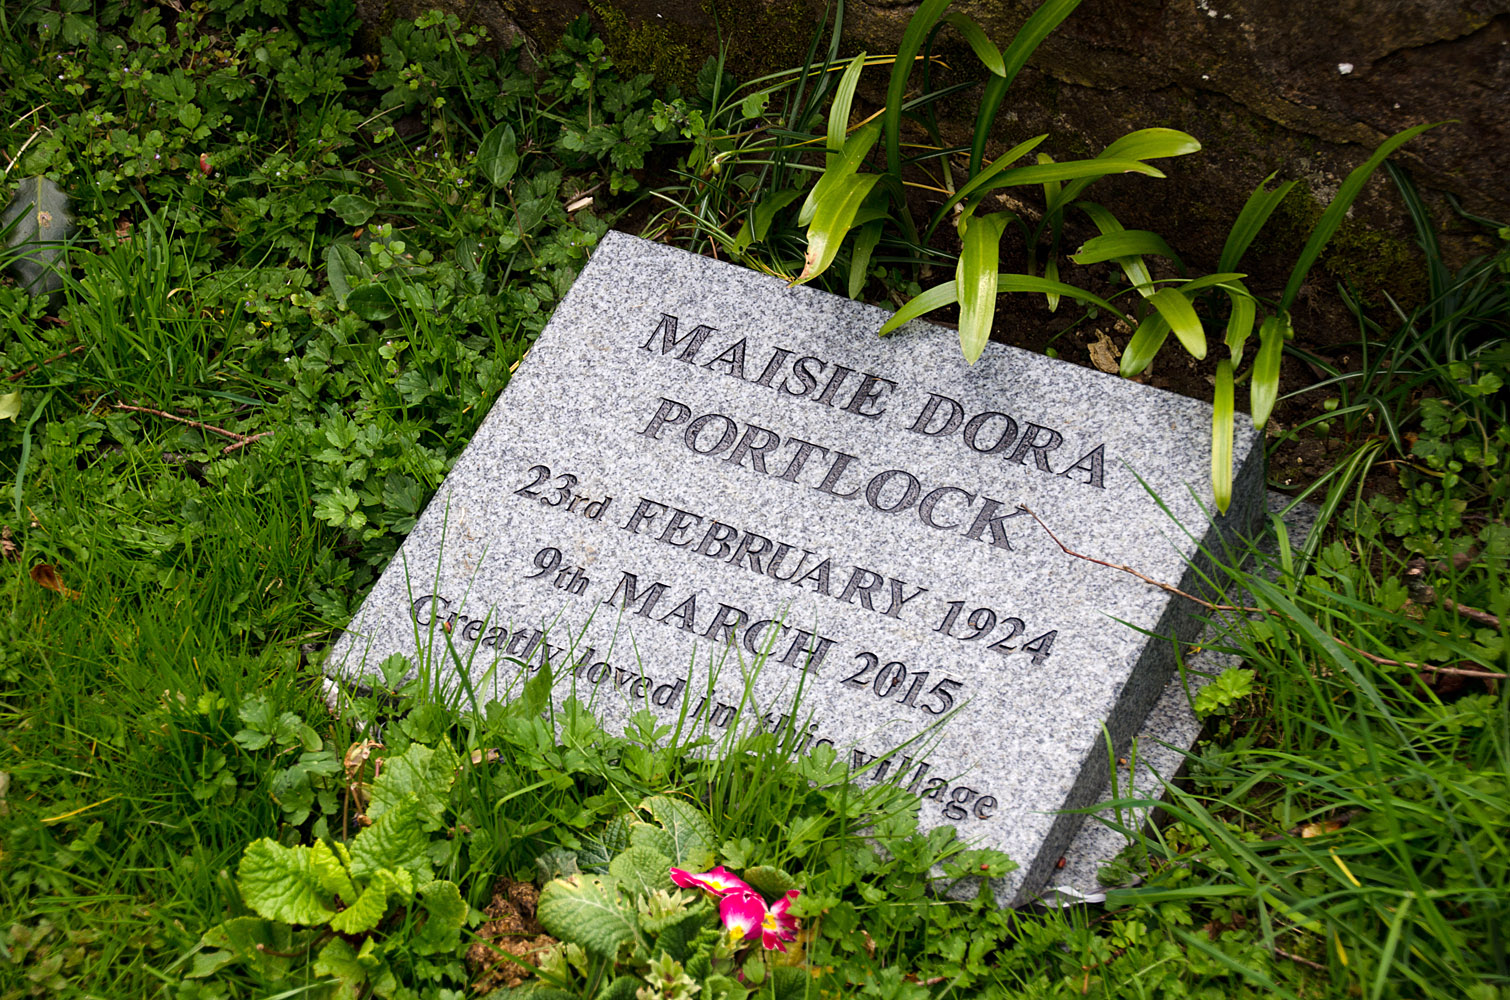 MAISIE DORA
PORTLOCK
23rd FEBRUARY 1924
9th MARCH 2015
Greatly loved in this village